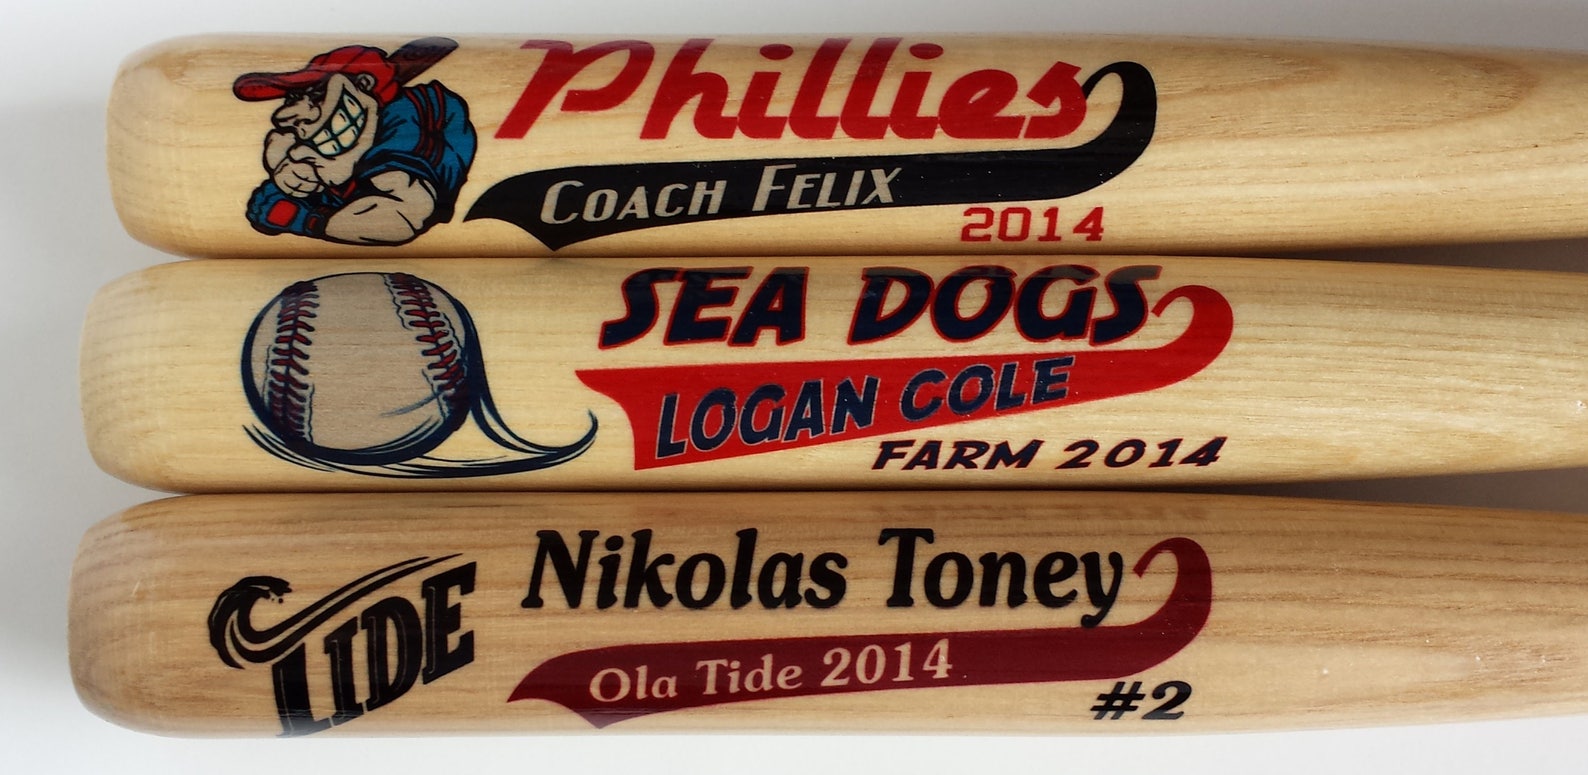 Phillies
COACH FELIX
2014
SEA DOGS
LOGAN COLE
FARM 2014
TIDE
Nikolas Toney
Ola Tide 2014
#2